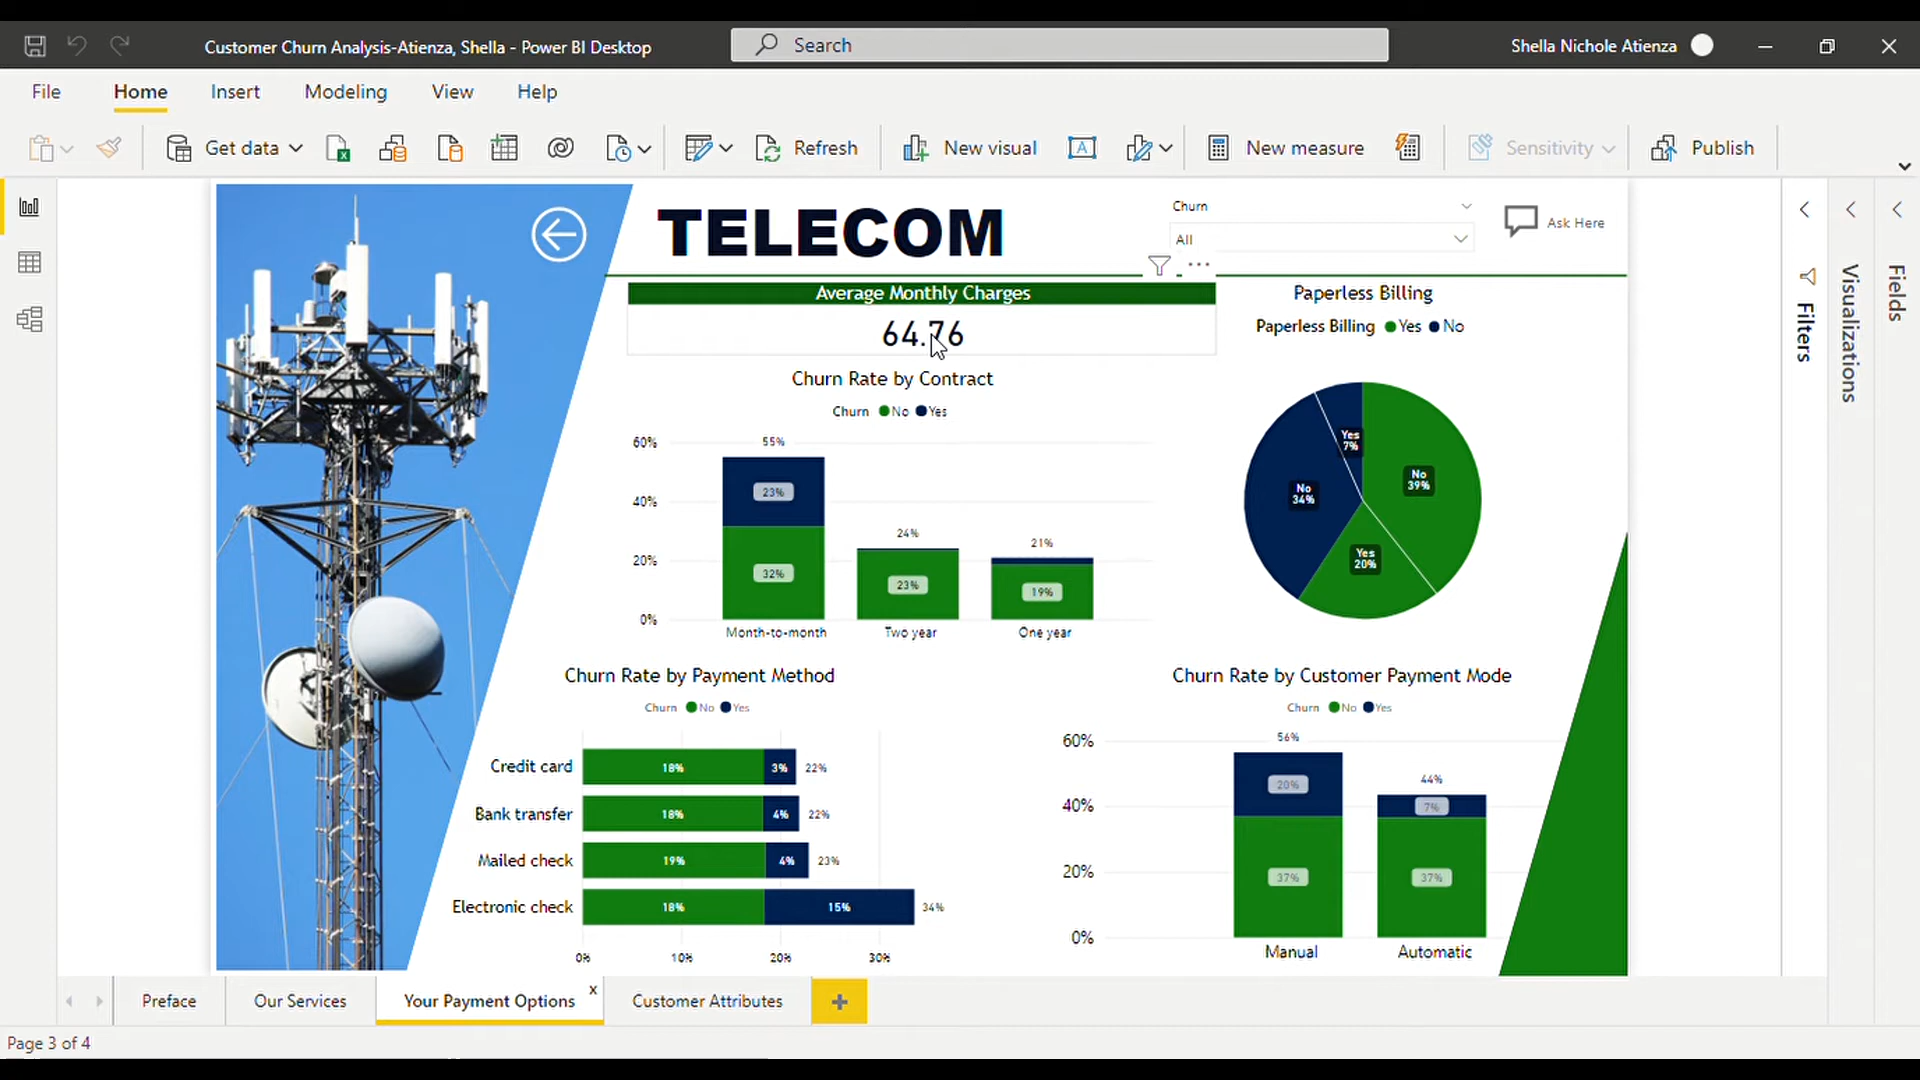 Customer Churn Analysis-Atienza, Shella - Power BI Desktop
Search
Shella Nichole Atienza
File Home Insert Modeling View Help
Get data
Refresh
New visual
New measure
Sensitivity
Publish
TELECOM
Churn
All
Ask Here
Average Monthly Charges
64.76
Churn Rate by Contract
Churn No Yes
60%
40%
20%
0%
55%
23%
32%
24%
23%
21%
19%
Month-to-month Two year One year
Paperless Billing
Paperless Billing Yes No
Yes
7%
No
39%
No
34%
Yes
20%
Churn Rate by Payment Method
Churn No Yes
Credit card 18% 3% 22%
Bank transfer 18% 4% 22%
Mailed check 19% 4% 23%
Electronic check 18% 15% 34%
0% 10% 20% 30%
Churn Rate by Customer Payment Mode
Churn No Yes
60%
40%
20%
0%
56%
20%
37%
44%
7%
37%
Manual Automatic
Filters
Visualizations
Fields
Preface
Our Services
Your Payment Options x
Customer Attributes
+
Page 3 of 4